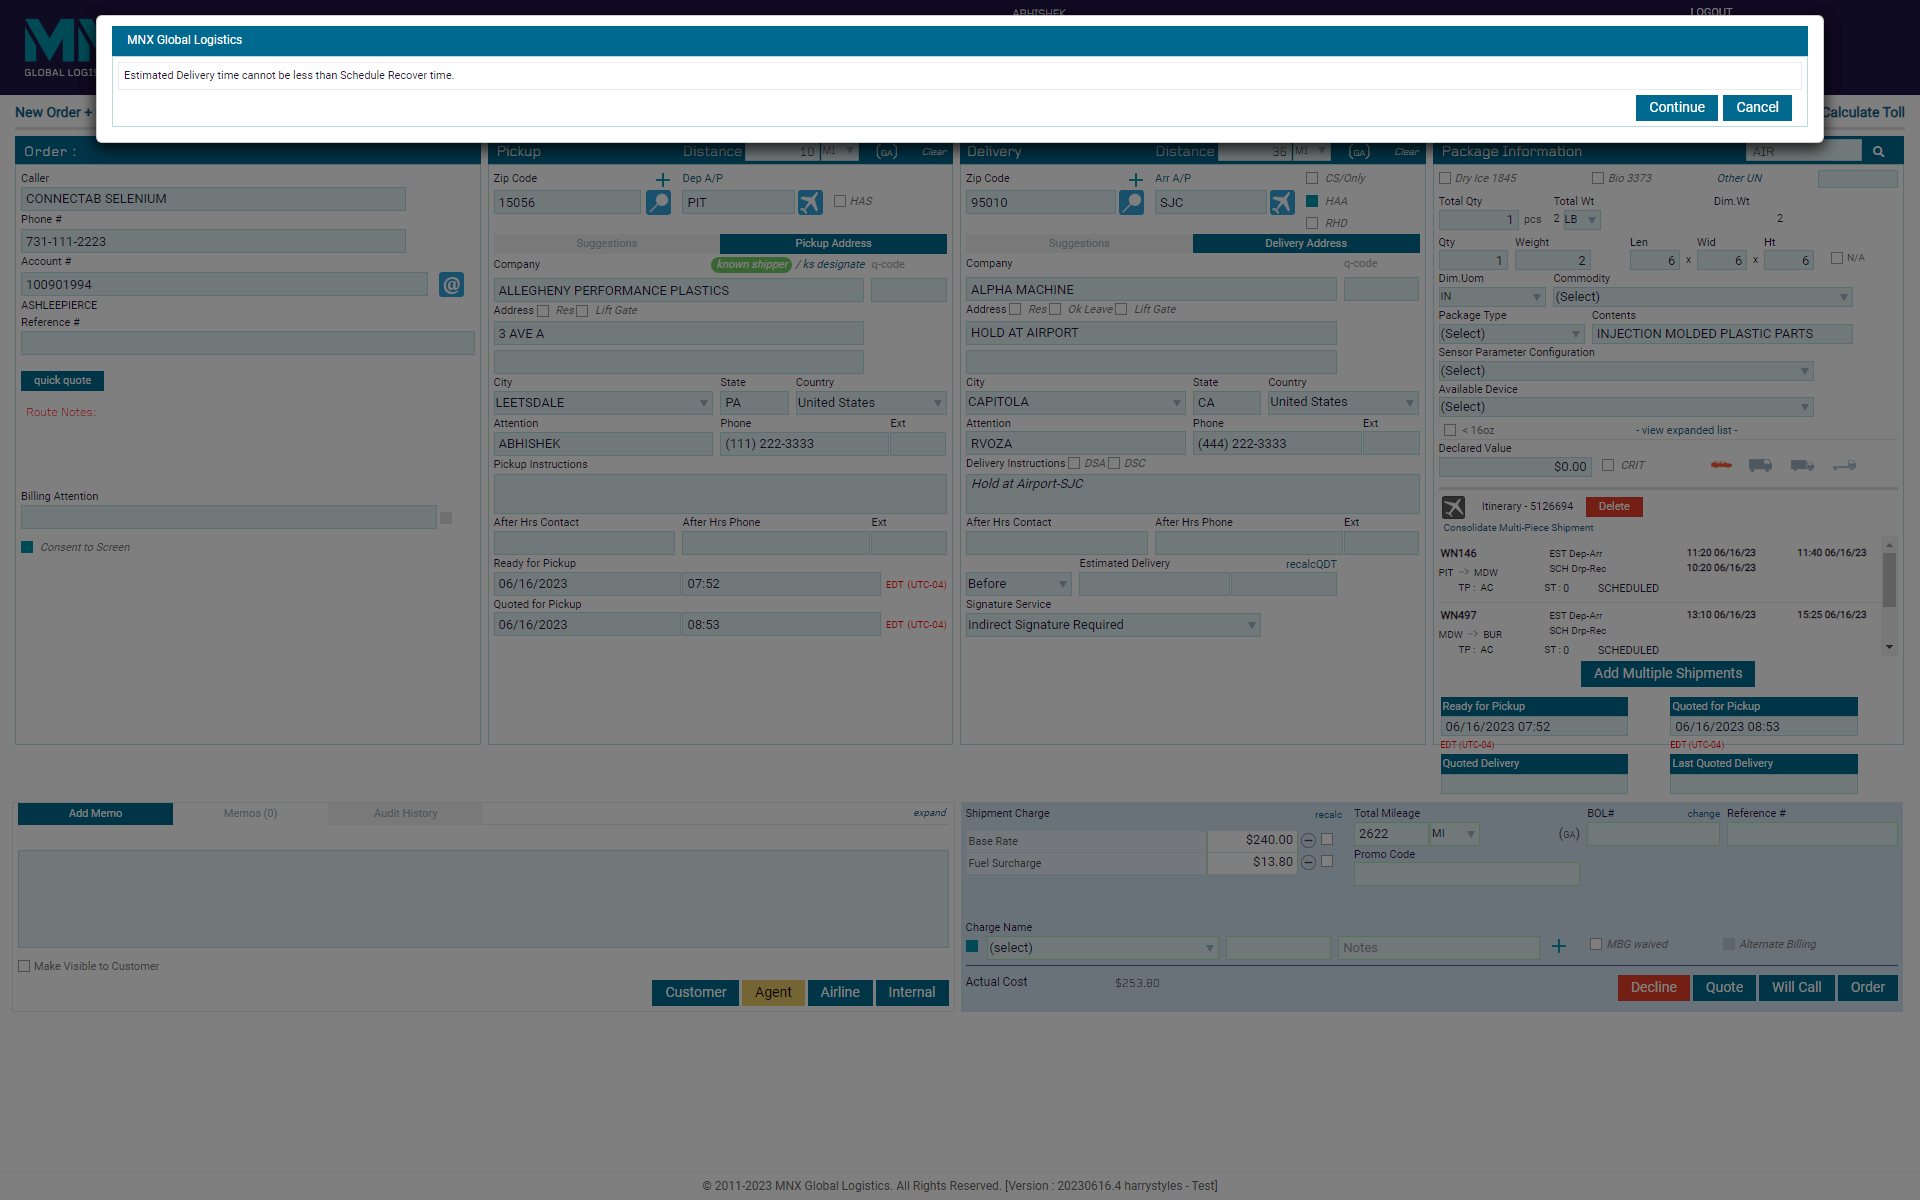 ABHISHEK
LOGOUT
GLOBAL LOGIS
MNX Global Logistics
Estimated Delivery time cannot be less than Schedule Recover time.
Continue
Cancel
New Order +
Calculate Toll
Order :
Caller
CONNECTAB SELENIUM
Phone #
731-111-2223
Account #
100901994
@
ASHLEEPIERCE
Reference #
quick quote
Route Notes:
Billing Attention
Consent to Screen
Pickup Distance 10 MI (GA) Clear
Zip Code + Dep A/P
15056 PIT HAS
Suggestions Pickup Address
Company known shipper / ks designate q-code
ALLEGHENY PERFORMANCE PLASTICS
Address Res Lift Gate
3 AVE A
City State Country
LEETSDALE PA United States
Attention Phone Ext
ABHISHEK (111) 222-3333
Pickup Instructions
After Hrs Contact After Hrs Phone Ext
Ready for Pickup
06/16/2023 07:52 EDT (UTC-04)
Quoted for Pickup
06/16/2023 08:53 EDT (UTC-04)
Delivery Distance 36 MI (GA) Clear
Zip Code + Arr A/P CS/Only
95010 SJC HAA
RHD
Suggestions Delivery Address
Company q-code
ALPHA MACHINE
Address Res Ok Leave Lift Gate
HOLD AT AIRPORT
City State Country
CAPITOLA CA United States
Attention Phone Ext
RVOZA (444) 222-3333
Delivery Instructions DSA DSC
Hold at Airport-SJC
After Hrs Contact After Hrs Phone Ext
Estimated Delivery recalcQDT
Before
Signature Service
Indirect Signature Required
Package Information AIR
Dry Ice 1845 Bio 3373 Other UN
Total Qty Total Wt Dim.Wt
1 pcs 2 LB 2
Qty Weight Len Wid Ht
1 2 6 x 6 x 6 N/A
Dim.Uom Commodity
IN (Select)
Package Type Contents
(Select) INJECTION MOLDED PLASTIC PARTS
Sensor Parameter Configuration
(Select)
Available Device
(Select)
< 16oz - view expanded list -
Declared Value
$0.00 CRIT
Itinerary - 5126694 Delete
Consolidate Multi-Piece Shipment
WN146 EST Dep-Arr 11:20 06/16/23 11:40 06/16/23
PIT -> MDW SCH Drp-Rec 10:20 06/16/23
TP : AC ST : 0 SCHEDULED
WN497 EST Dep-Arr 13:10 06/16/23 15:25 06/16/23
MDW -> BUR SCH Drp-Rec
TP : AC ST : 0 SCHEDULED
Add Multiple Shipments
Ready for Pickup Quoted for Pickup
06/16/2023 07:52 06/16/2023 08:53
EDT (UTC-04) EDT (UTC-04)
Quoted Delivery Last Quoted Delivery
Add Memo Memos (0) Audit History expand
Make Visible to Customer
Customer Agent Airline Internal
Shipment Charge recalc Total Mileage BOL# change Reference #
2622 MI (GA)
Base Rate $240.00
Promo Code
Fuel Surcharge $13.80
Charge Name
(select) Notes + MBG waived Alternate Billing
Actual Cost $253.80
Decline Quote Will Call Order
© 2011-2023 MNX Global Logistics. All Rights Reserved. [Version : 20230616.4 harrystyles - Test]